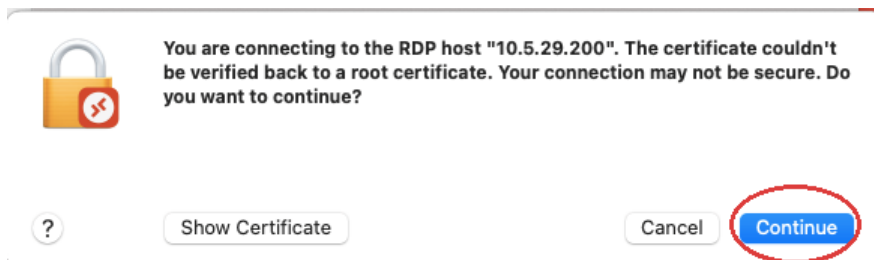 You are connecting to the RDP host "10.5.29.200". The certificate couldn't
be verified back to a root certificate. Your connection may not be secure. Do
you want to continue?
? Show Certificate Cancel Continue